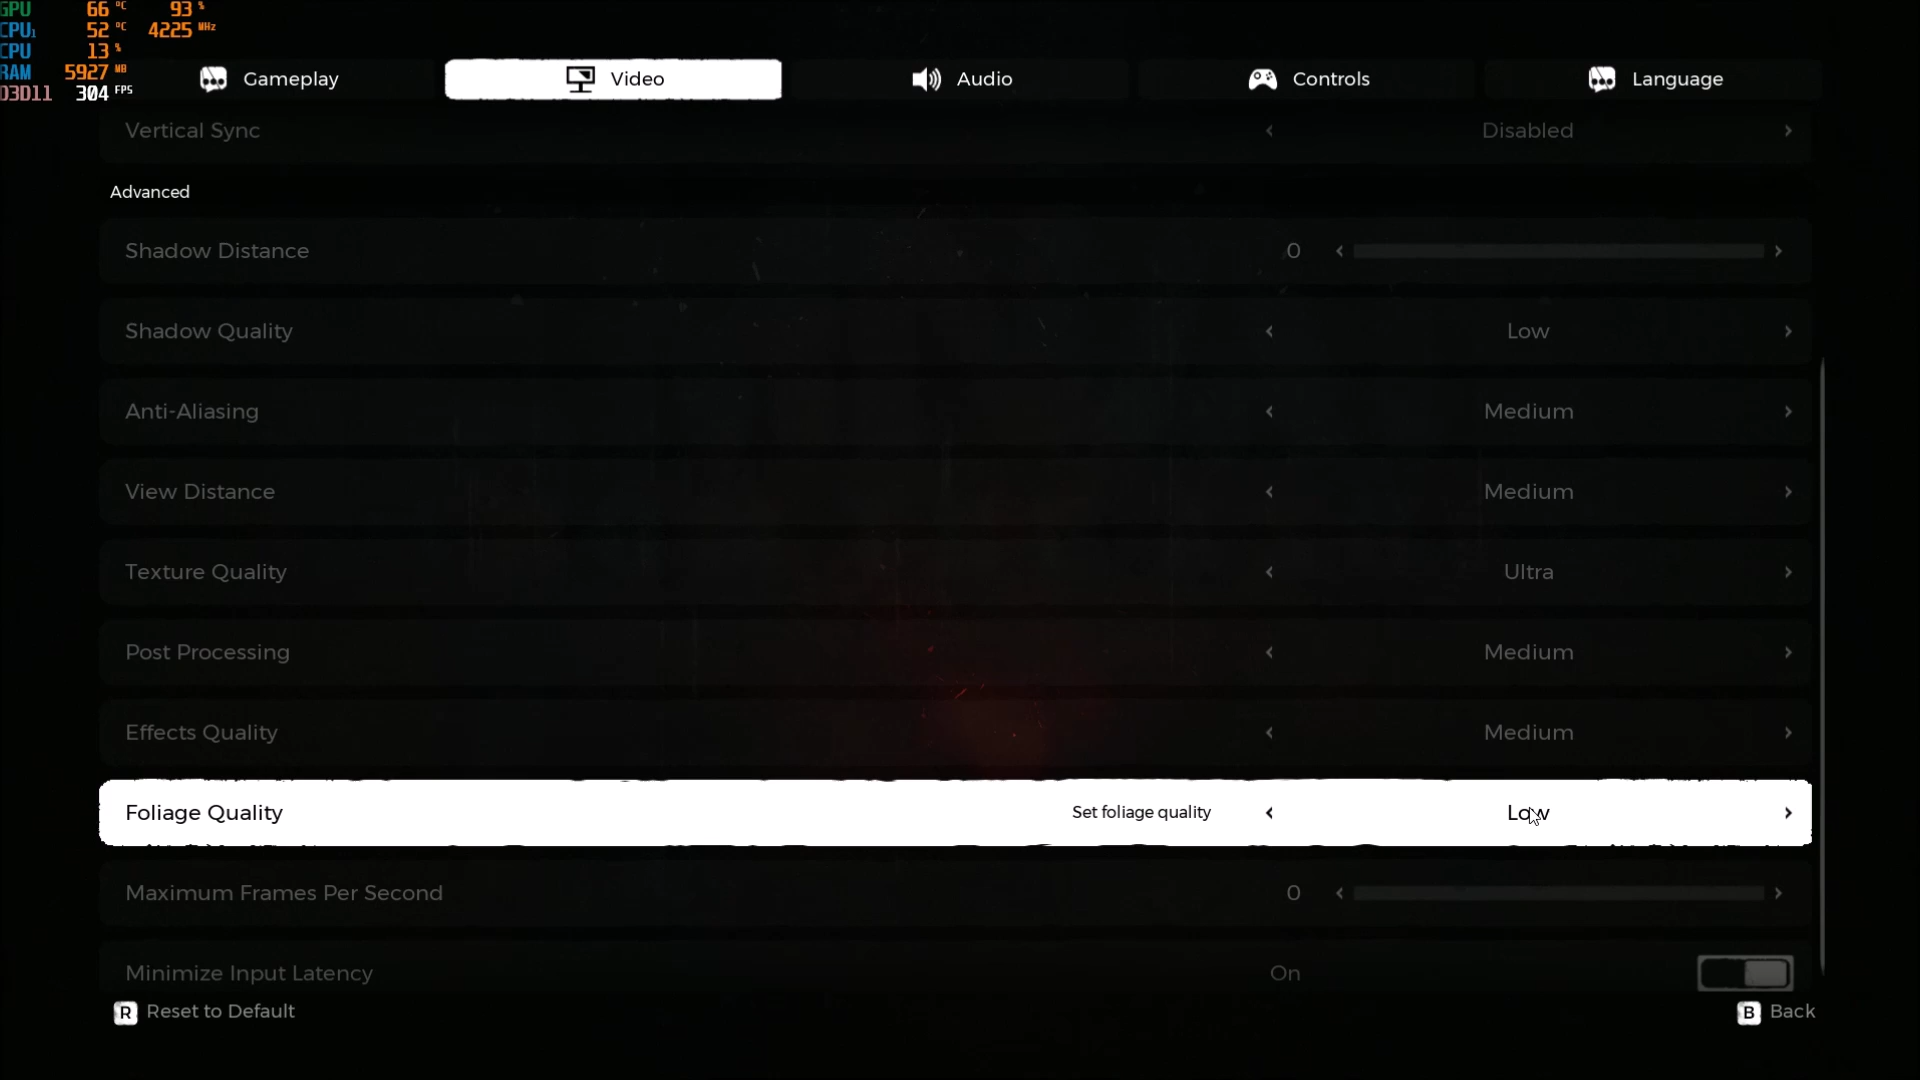 GPU 66 °C 93 %
CPU1 52 °C 4225 MHz
CPU 13 %
RAM 5927 MB
D3D11 304 FPS
Gameplay Video Audio Controls Language
Vertical Sync Disabled
Advanced
Shadow Distance 0
Shadow Quality Low
Anti-Aliasing Medium
View Distance Medium
Texture Quality Ultra
Post Processing Medium
Effects Quality Medium
Foliage Quality Set foliage quality Low
Maximum Frames Per Second 0
Minimize Input Latency On
R Reset to Default B Back